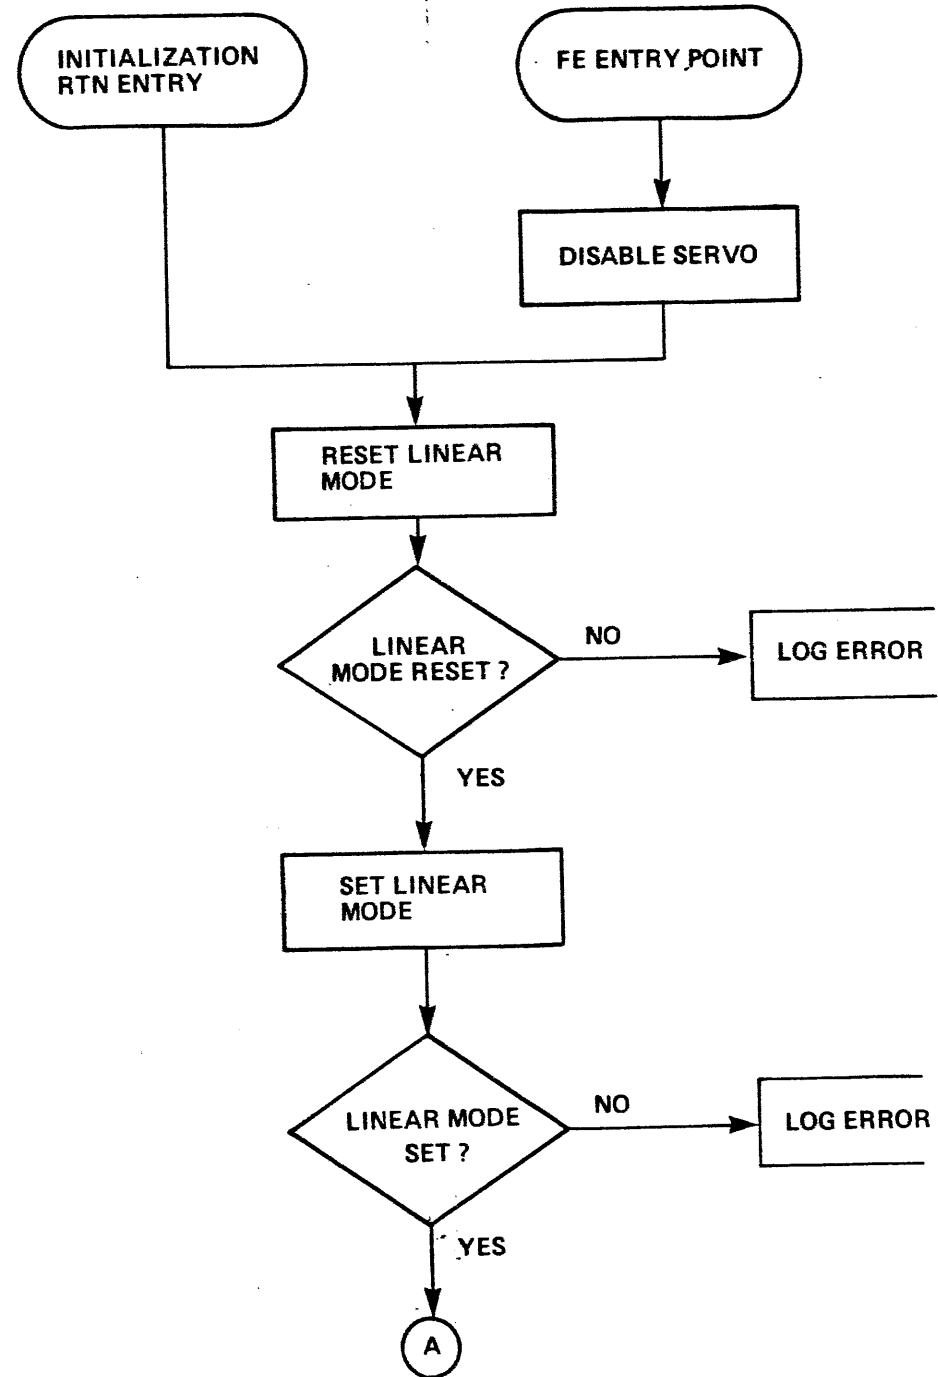 INITIALIZATION
RTN ENTRY
FE ENTRY POINT
DISABLE SERVO
RESET LINEAR
MODE
LINEAR
MODE RESET ?
NO
LOG ERROR
YES
SET LINEAR
MODE
LINEAR MODE
SET ?
NO
LOG ERROR
YES
A